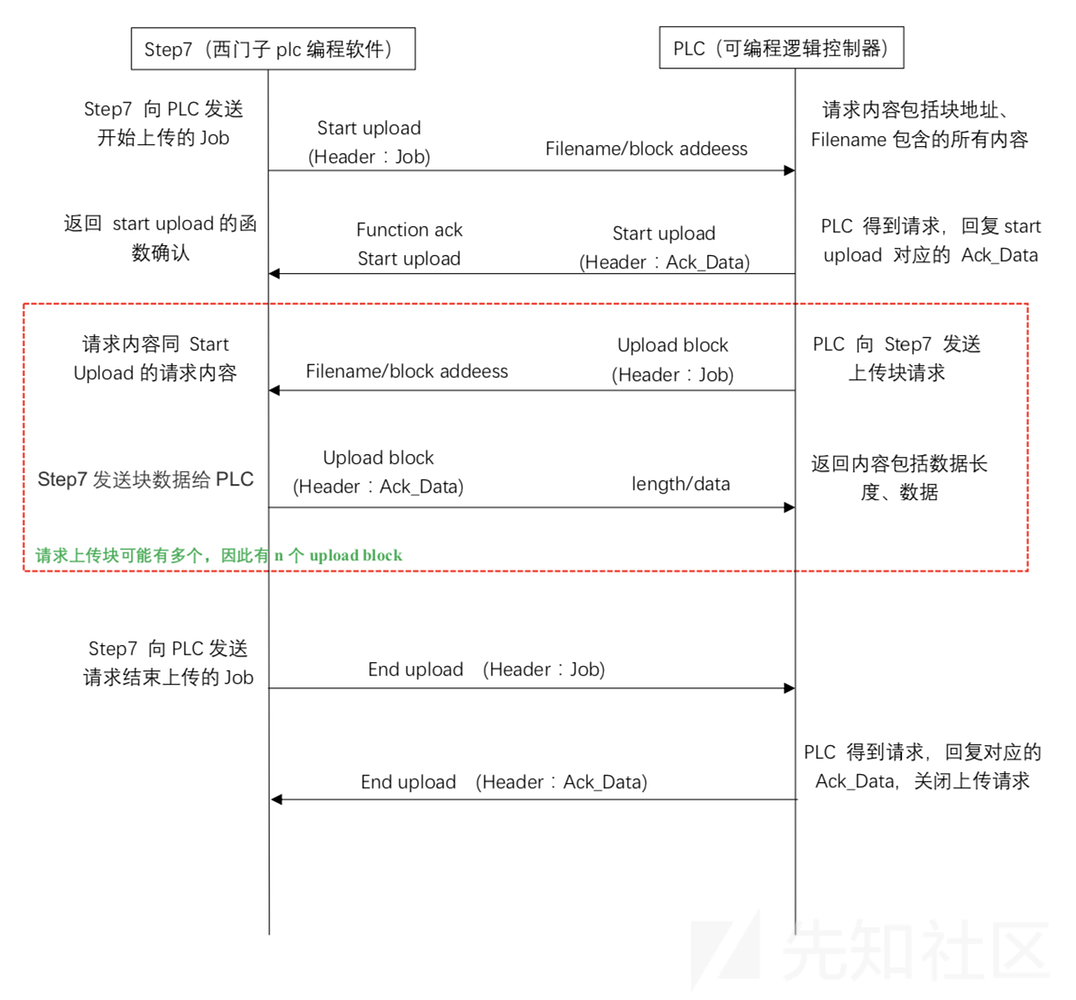 Step7（西门子 plc 编程软件）
PLC（可编程逻辑控制器）
Step7 向 PLC 发送
开始上传的 Job
Start upload
(Header：Job)
Filename/block addeess
请求内容包括块地址、
Filename 包含的所有内容
返回 start upload 的函
数确认
Function ack
Start upload
Start upload
(Header：Ack_Data)
PLC 得到请求，回复 start
upload 对应的 Ack_Data
请求内容同 Start
Upload 的请求内容
Filename/block addeess
Upload block
(Header：Job)
PLC 向 Step7 发送
上传块请求
Step7 发送块数据给 PLC
Upload block
(Header：Ack_Data)
length/data
返回内容包括数据长
度、数据
请求上传块可能有多个，因此有 n 个 upload block
Step7 向 PLC 发送
请求结束上传的 Job
End upload （Header：Job)
End upload （Header：Ack_Data)
PLC 得到请求，回复对应的
Ack_Data，关闭上传请求
先知社区